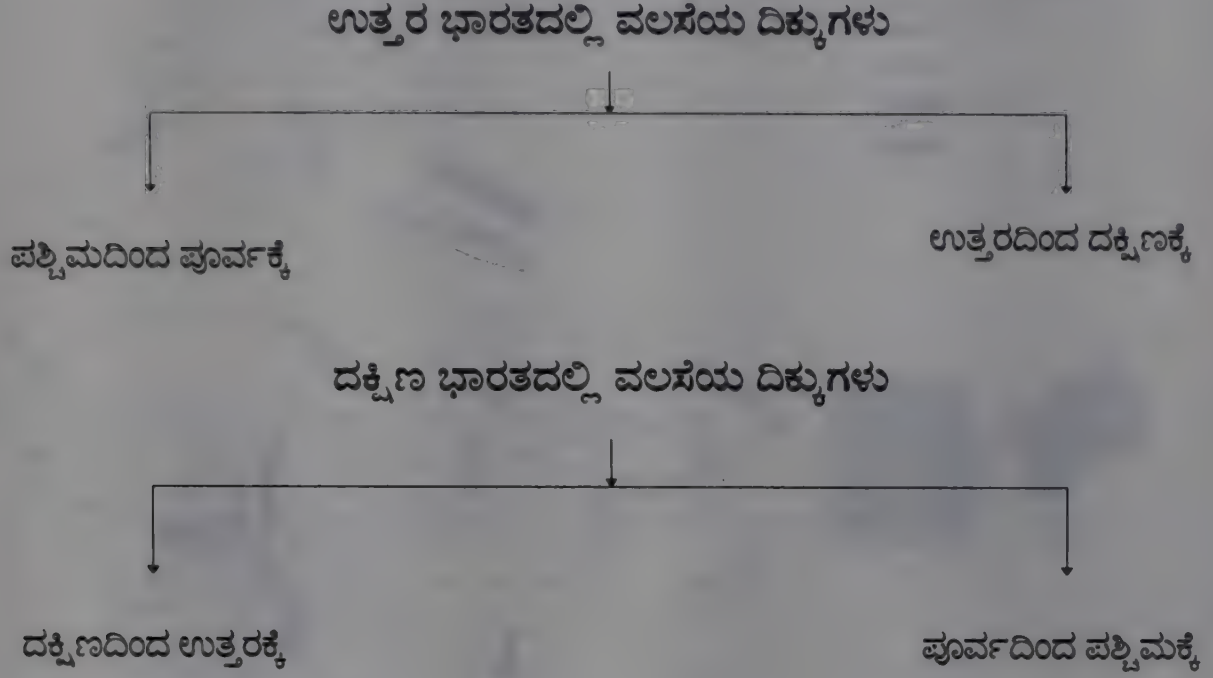 ಉತ್ತರ ಭಾರತದಲ್ಲಿ ವಲಸೆಯ ದಿಕ್ಕುಗಳು
ಪಶ್ಚಿಮದಿಂದ ಪೂರ್ವಕ್ಕೆ
ಉತ್ತರದಿಂದ ದಕ್ಷಿಣಕ್ಕೆ
ದಕ್ಷಿಣ ಭಾರತದಲ್ಲಿ ವಲಸೆಯ ದಿಕ್ಕುಗಳು
ದಕ್ಷಿಣದಿಂದ ಉತ್ತರಕ್ಕೆ
ಪೂರ್ವದಿಂದ ಪಶ್ಚಿಮಕ್ಕೆ